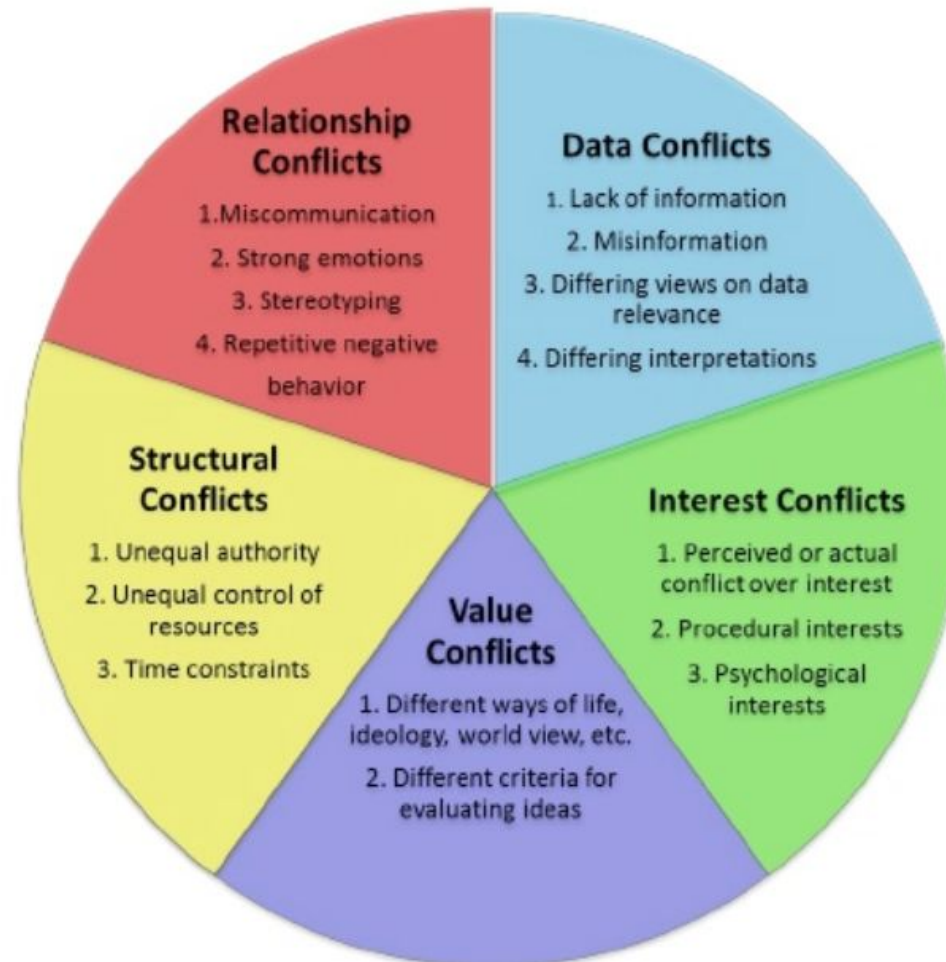 Relationship
Conflicts
1.Miscommunication
2. Strong emotions
3. Stereotyping
4. Repetitive negative
behavior
Data Conflicts
1. Lack of information
2. Misinformation
3. Differing views on data
relevance
4. Differing interpretations
Interest Conflicts
1. Perceived or actual
conflict over interest
2. Procedural interests
3. Psychological
interests
Value
Conflicts
1. Different ways of life,
ideology, world view, etc.
2. Different criteria for
evaluating ideas
Structural
Conflicts
1. Unequal authority
2. Unequal control of
resources
3. Time constraints